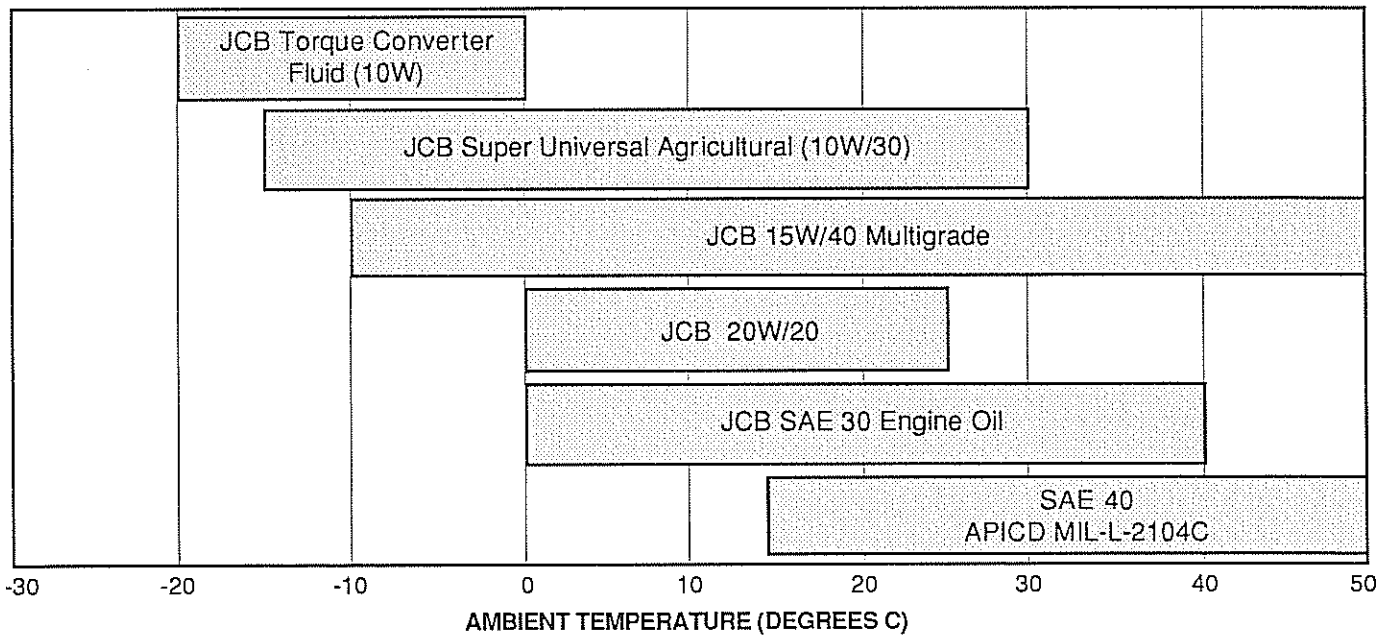 JCB Torque Converter
Fluid (10W)
JCB Super Universal Agricultural (10W/30)
JCB 15W/40 Multigrade
JCB 20W/20
JCB SAE 30 Engine Oil
SAE 40
APICD MIL-L-2104C
-30 -20 -10 0 10 20 30 40 50
AMBIENT TEMPERATURE (DEGREES C)